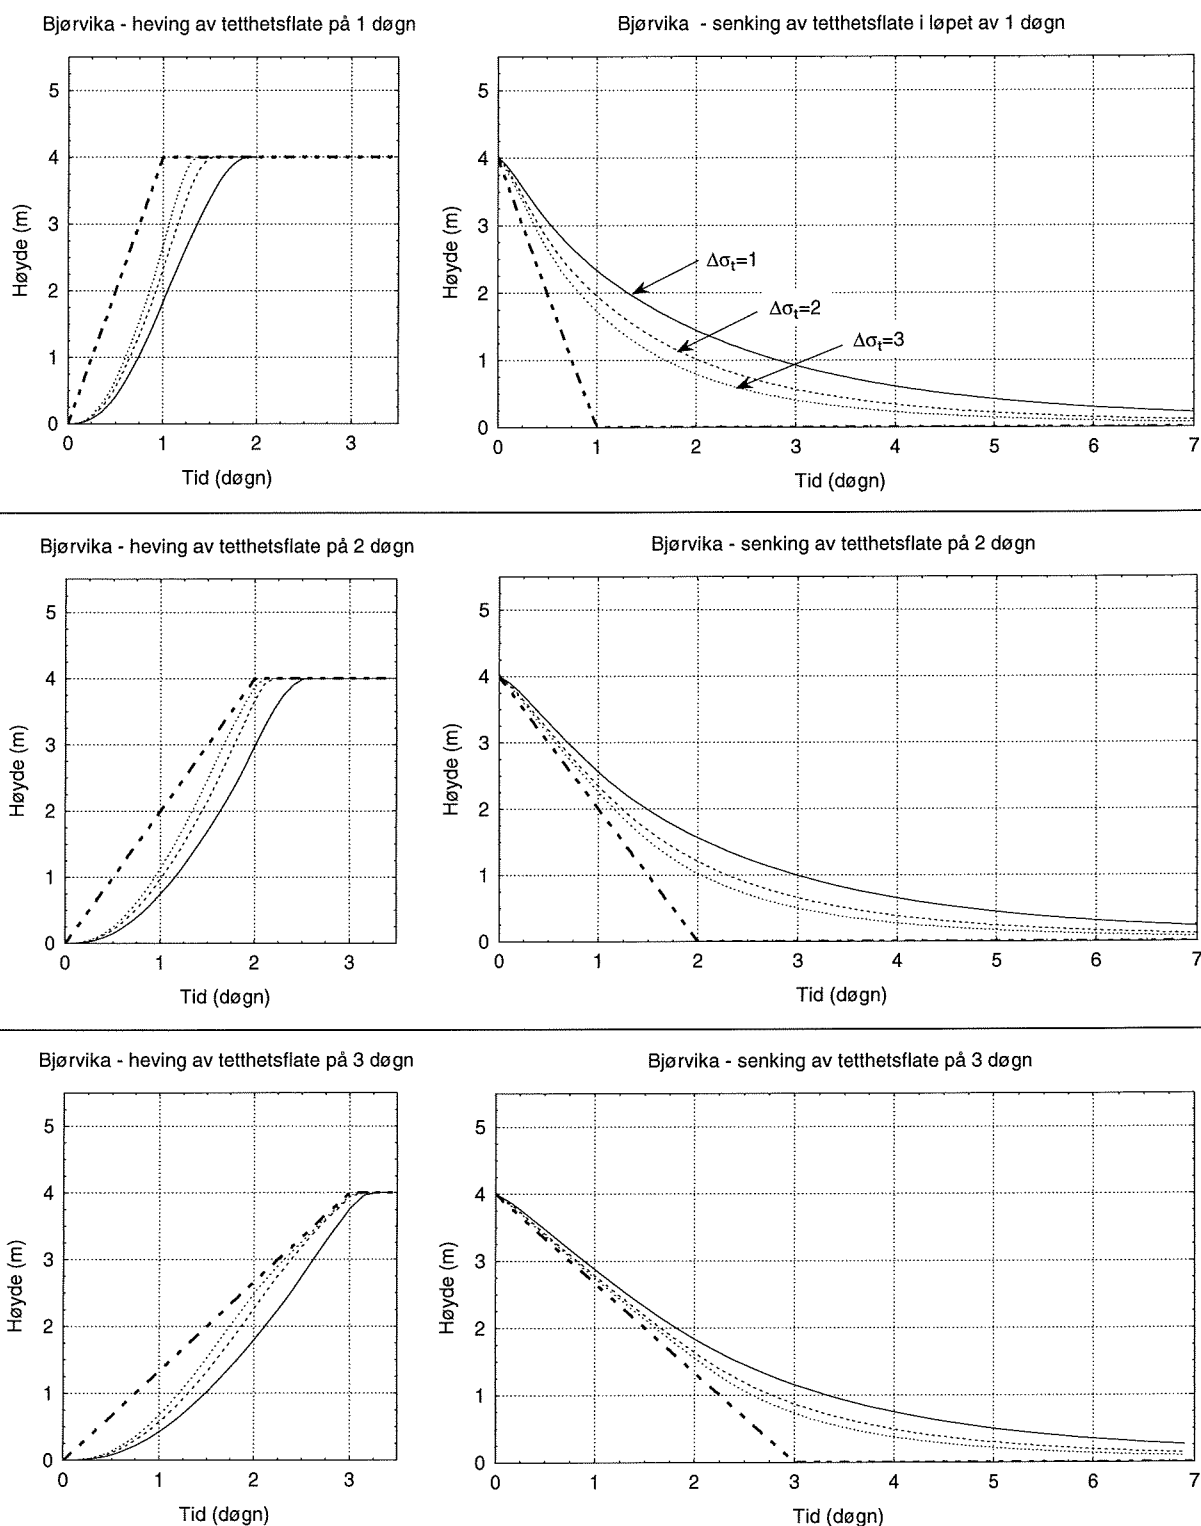 Bjørvika - heving av tetthetsflate på 1 døgn
Høyde (m)
5
4
3
2
1
0
0 1 2 3
Tid (døgn)
Bjørvika - senking av tetthetsflate i løpet av 1 døgn
Høyde (m)
5
4
3
2
1
0
Δσt=1
Δσt=2
Δσt=3
0 1 2 3 4 5 6 7
Tid (døgn)
Bjørvika - heving av tetthetsflate på 2 døgn
Høyde (m)
5
4
3
2
1
0
0 1 2 3
Tid (døgn)
Bjørvika - senking av tetthetsflate på 2 døgn
Høyde (m)
5
4
3
2
1
0
0 1 2 3 4 5 6 7
Tid (døgn)
Bjørvika - heving av tetthetsflate på 3 døgn
Høyde (m)
5
4
3
2
1
0
0 1 2 3
Tid (døgn)
Bjørvika - senking av tetthetsflate på 3 døgn
Høyde (m)
5
4
3
2
1
0
0 1 2 3 4 5 6 7
Tid (døgn)